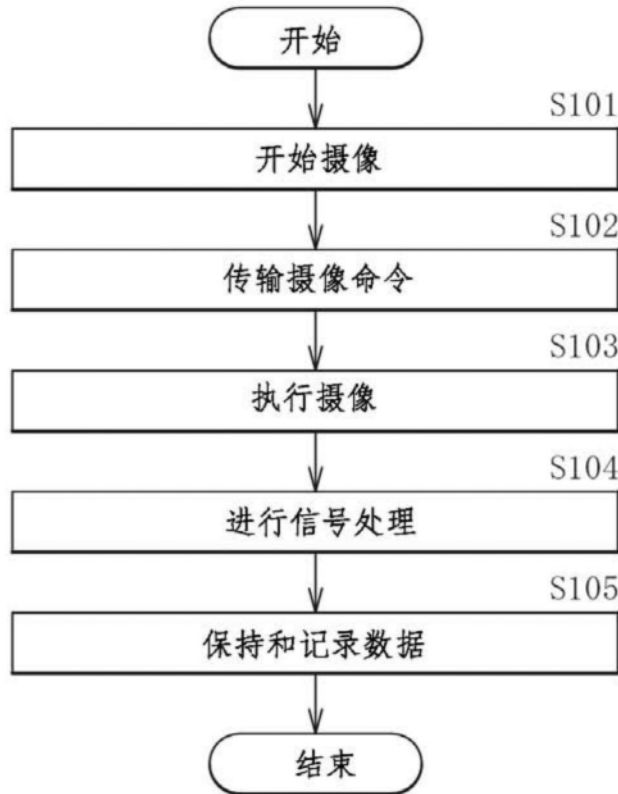 开始
S101
开始摄像
S102
传输摄像命令
S103
执行摄像
S104
进行信号处理
S105
保持和记录数据
结束